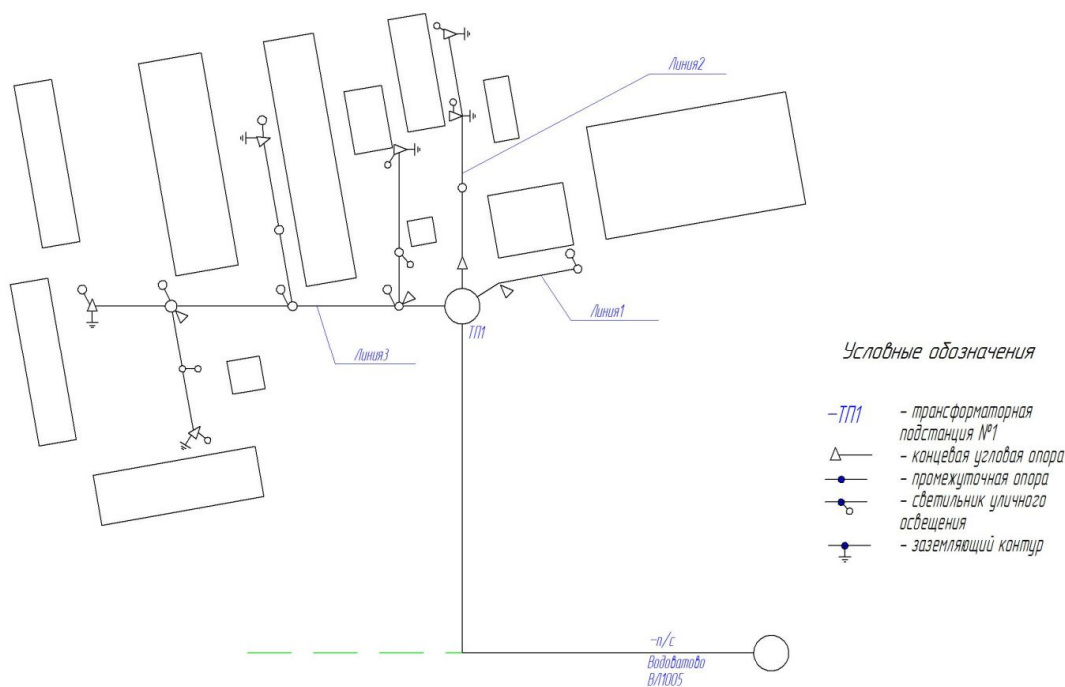 Линия2
Линия1
ТП1
Линия3
Условные обозначения
-ТП1 - трансформаторная
подстанция №1
- концевая угловая опора
- промежуточная опора
- светильник уличного
освещения
- заземляющий контур
-п/с
Водоватово
ВЛ1005